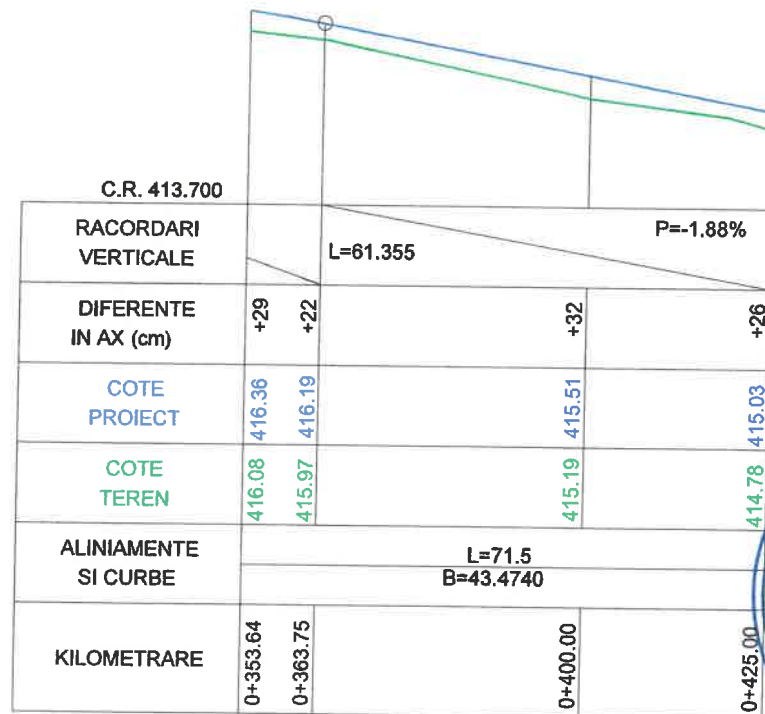 C.R. 413.700
RACORDARI
VERTICALE
L=61.355
P=-1.88%
DIFERENTE
IN AX (cm)
+29
+22
+32
+26
COTE
PROIECT
416.36
416.19
415.51
415.03
COTE
TEREN
416.08
415.97
415.19
414.78
ALINIAMENTE
SI CURBE
L=71.5
B=43.4740
KILOMETRARE
0+353.64
0+363.75
0+400.00
0+425.00